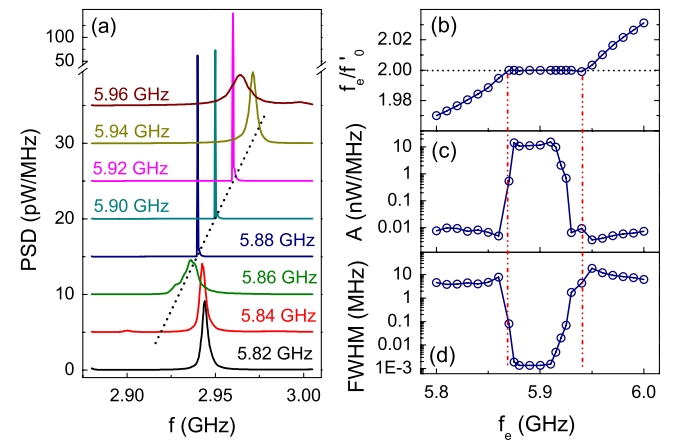 (a)
100
50
30
20
10
0
PSD (pW/MHz)
5.96 GHz
5.94 GHz
5.92 GHz
5.90 GHz
5.88 GHz
5.86 GHz
5.84 GHz
5.82 GHz
2.90
2.95
3.00
f (GHz)
(b)
2.02
2.00
1.98
fe/f'0
(c)
10
1
0.1
0.01
A (nW/MHz)
(d)
10
1
0.1
0.01
1E-3
FWHM (MHz)
5.8
5.9
6.0
fe (GHz)